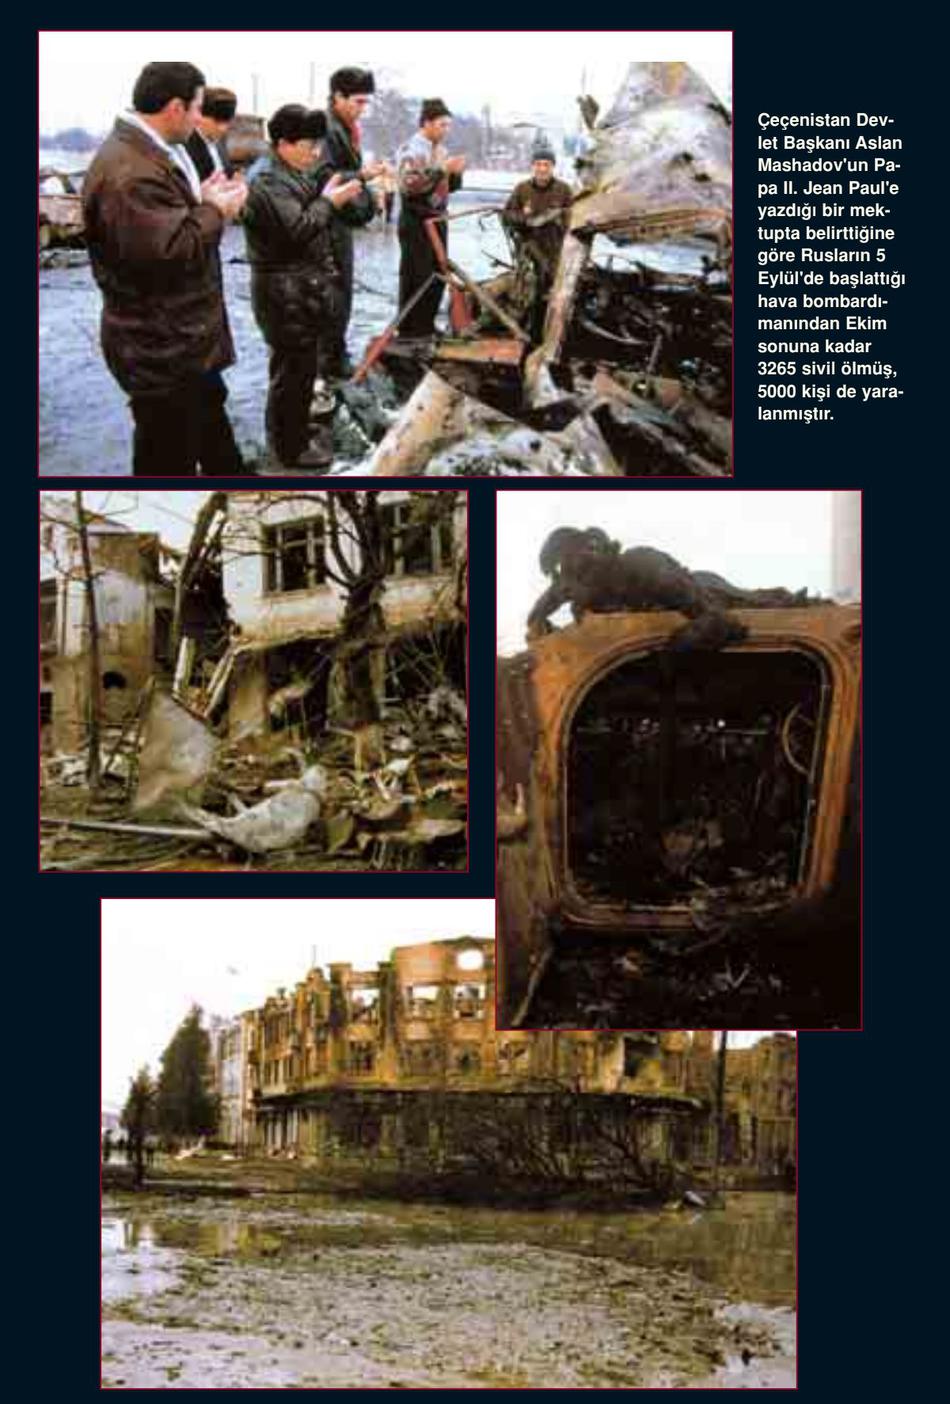 Çeçenistan Dev-
let Başkanı Aslan
Mashadov'un Pa-
pa II. Jean Paul'e
yazdığı bir mek-
tupta belirttiğine
göre Rusların 5
Eylül'de başlattığı
hava bombardı-
manından Ekim
sonuna kadar
3265 sivil ölmüş,
5000 kişi de yara-
lanmıştır.